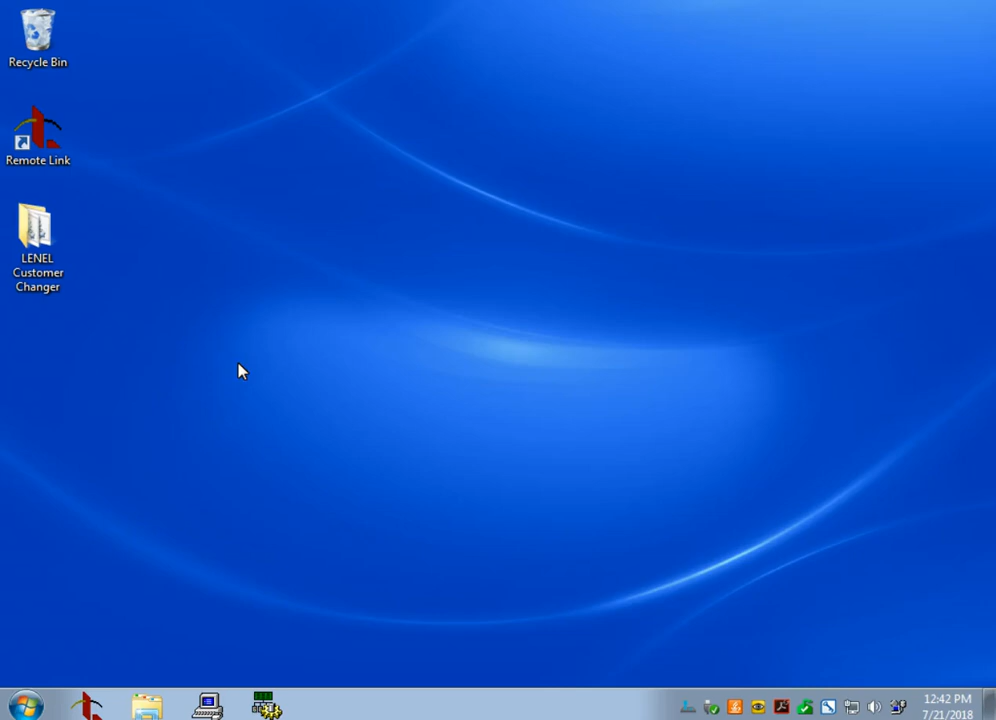 Recycle Bin
Remote Link
LENEL
Customer
Changer
12:42 PM
7/21/2018